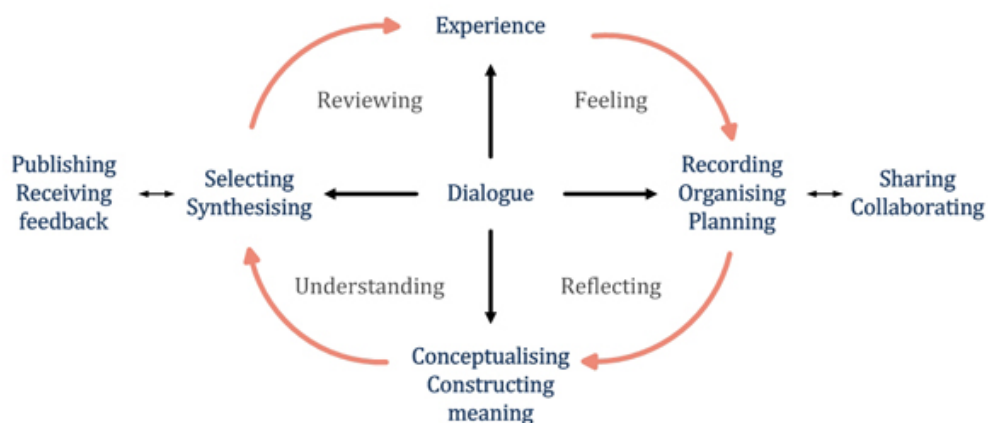 Experience
Reviewing
Feeling
Publishing
Receiving
feedback
Selecting
Synthesising
Dialogue
Recording
Organising
Planning
Sharing
Collaborating
Understanding
Reflecting
Conceptualising
Constructing
meaning